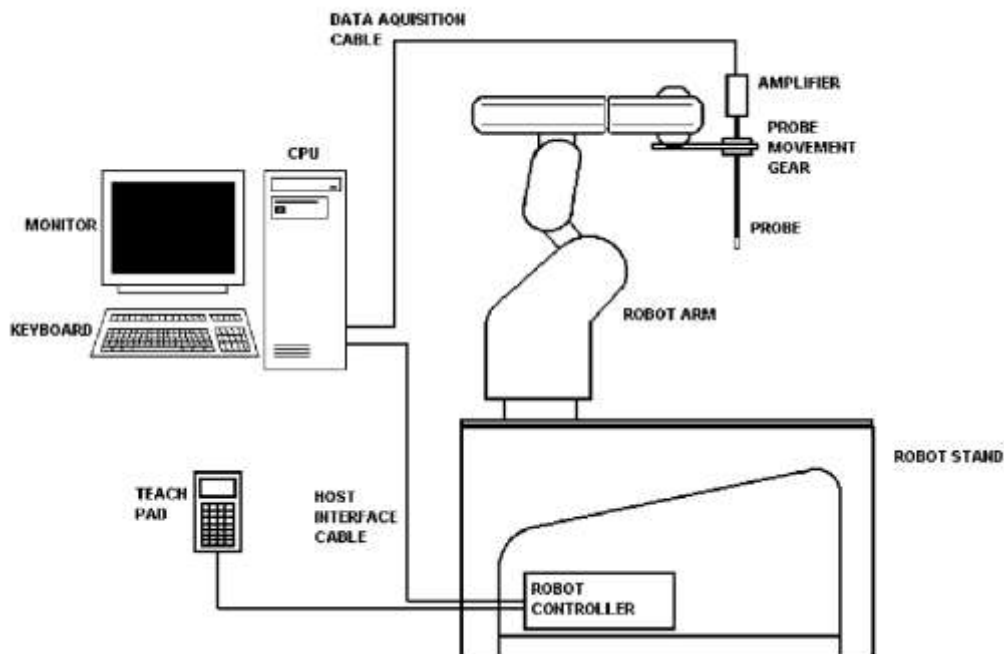 DATA AQUISITION
CABLE
AMPLIFIER
PROBE
MOVEMENT
GEAR
CPU
MONITOR
PROBE
KEYBOARD
ROBOT ARM
ROBOT STAND
TEACH
PAD
HOST
INTERFACE
CABLE
ROBOT
CONTROLLER